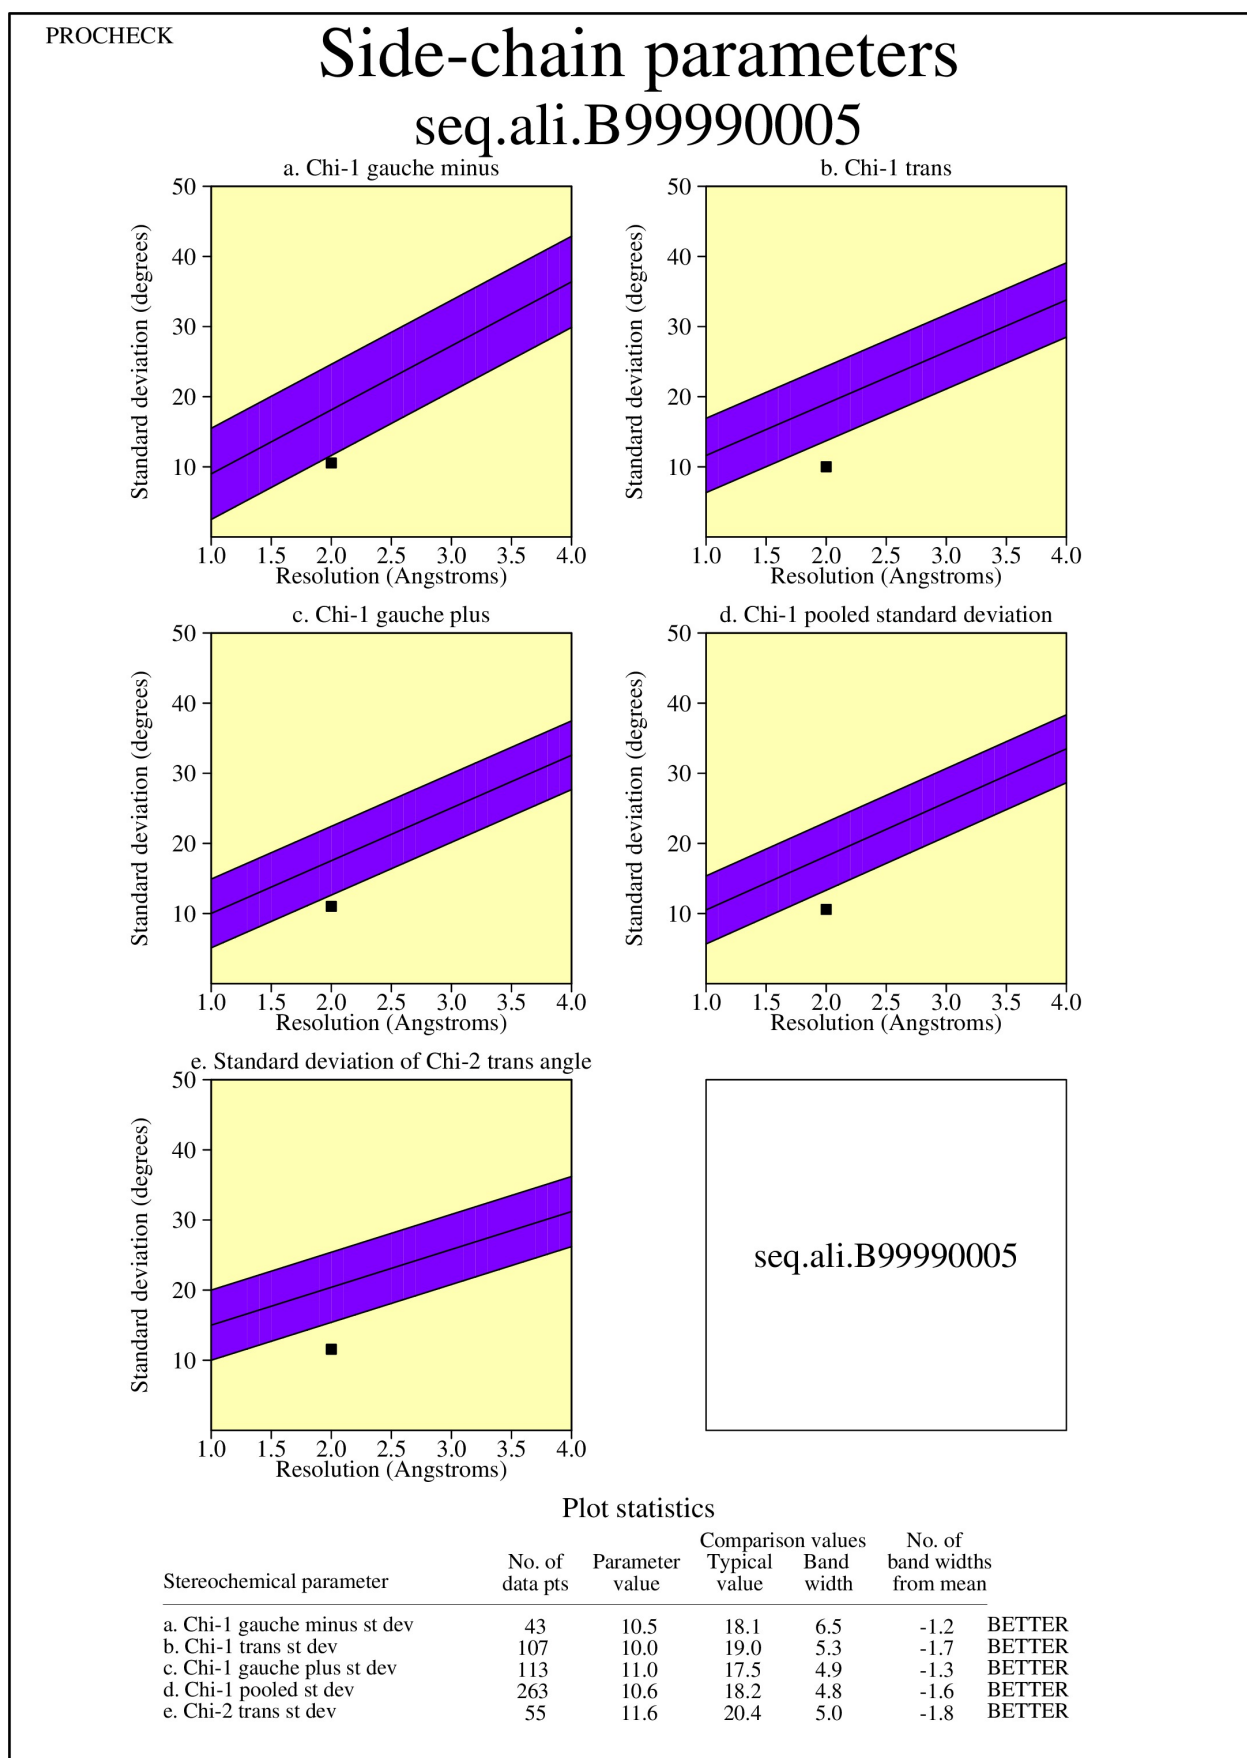 PROCHECK
Side-chain parameters
seq.ali.B99990005
a. Chi-1 gauche minus
50
40
30
20
10
Standard deviation (degrees)
1.0 1.5 2.0 2.5 3.0 3.5 4.0
Resolution (Angstroms)
b. Chi-1 trans
50
40
30
20
10
Standard deviation (degrees)
1.0 1.5 2.0 2.5 3.0 3.5 4.0
Resolution (Angstroms)
c. Chi-1 gauche plus
50
40
30
20
10
Standard deviation (degrees)
1.0 1.5 2.0 2.5 3.0 3.5 4.0
Resolution (Angstroms)
d. Chi-1 pooled standard deviation
50
40
30
20
10
Standard deviation (degrees)
1.0 1.5 2.0 2.5 3.0 3.5 4.0
Resolution (Angstroms)
e. Standard deviation of Chi-2 trans angle
50
40
30
20
10
Standard deviation (degrees)
1.0 1.5 2.0 2.5 3.0 3.5 4.0
Resolution (Angstroms)
seq.ali.B99990005
Plot statistics
Comparison values No. of
No. of Parameter Typical Band band widths
Stereochemical parameter data pts value value width from mean
a. Chi-1 gauche minus st dev 43 10.5 18.1 6.5 -1.2 BETTER
b. Chi-1 trans st dev 107 10.0 19.0 5.3 -1.7 BETTER
c. Chi-1 gauche plus st dev 113 11.0 17.5 4.9 -1.3 BETTER
d. Chi-1 pooled st dev 263 10.6 18.2 4.8 -1.6 BETTER
e. Chi-2 trans st dev 55 11.6 20.4 5.0 -1.8 BETTER